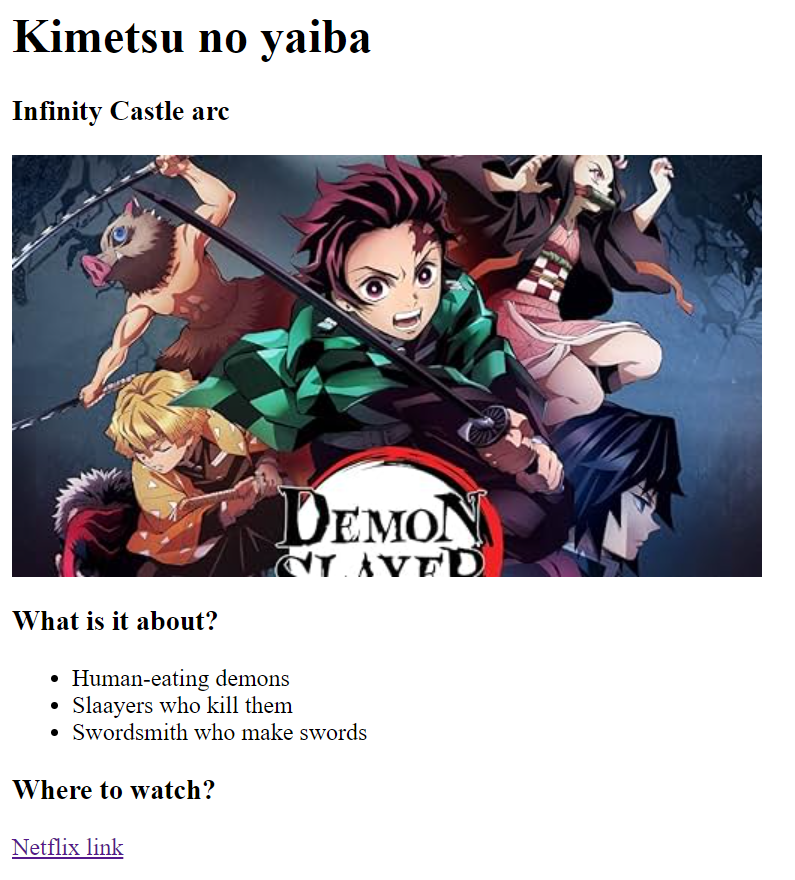 Kimetsu no yaiba
Infinity Castle arc
DEMON
SLAYER
What is it about?
Human-eating demons
Slaayers who kill them
Swordsmith who make swords
Where to watch?
Netflix link